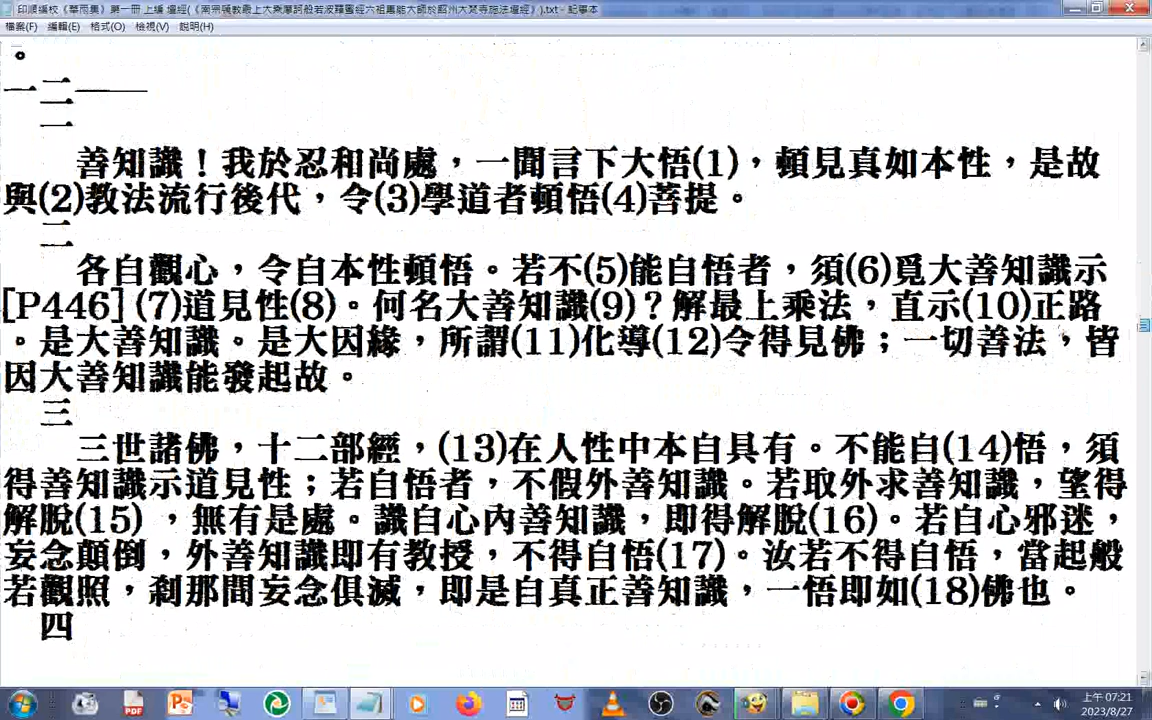 印順編校《華雨集》第一冊 上編 壇經(《南宗頓教最上大乘摩訶般若波羅蜜經六祖惠能大師於韶州大梵寺施法壇經》).txt - 記事本
檔案(F) 編輯(E) 格式(O) 檢視(V) 說明(H)
。
一二——
一
善知識！我於忍和尚處，一聞言下大悟(1)，頓見真如本性，是故
與(2)教法流行後代，令(3)學道者頓悟(4)菩提。
二
各自觀心，令自本性頓悟。若不(5)能自悟者，須(6)覓大善知識示
[P446] (7)道見性(8)。何名大善知識(9)？解最上乘法，直示(10)正路
。是大善知識。是大因緣，所謂(11)化導(12)令得見佛；一切善法，皆
因大善知識能發起故。
三
三世諸佛，十二部經，(13)在人性中本自具有。不能自(14)悟，須
得善知識示道見性；若自悟者，不假外善知識。若取外求善知識，望得
解脫(15) ，無有是處。識自心內善知識，即得解脫(16)。若自心邪迷，
妄念顛倒，外善知識即有教授，不得自悟(17)。汝若不得自悟，當起般
若觀照，剎那間妄念俱滅，即是自真正善知識，一悟即如(18)佛也。
四
上午 07:21
2023/8/27